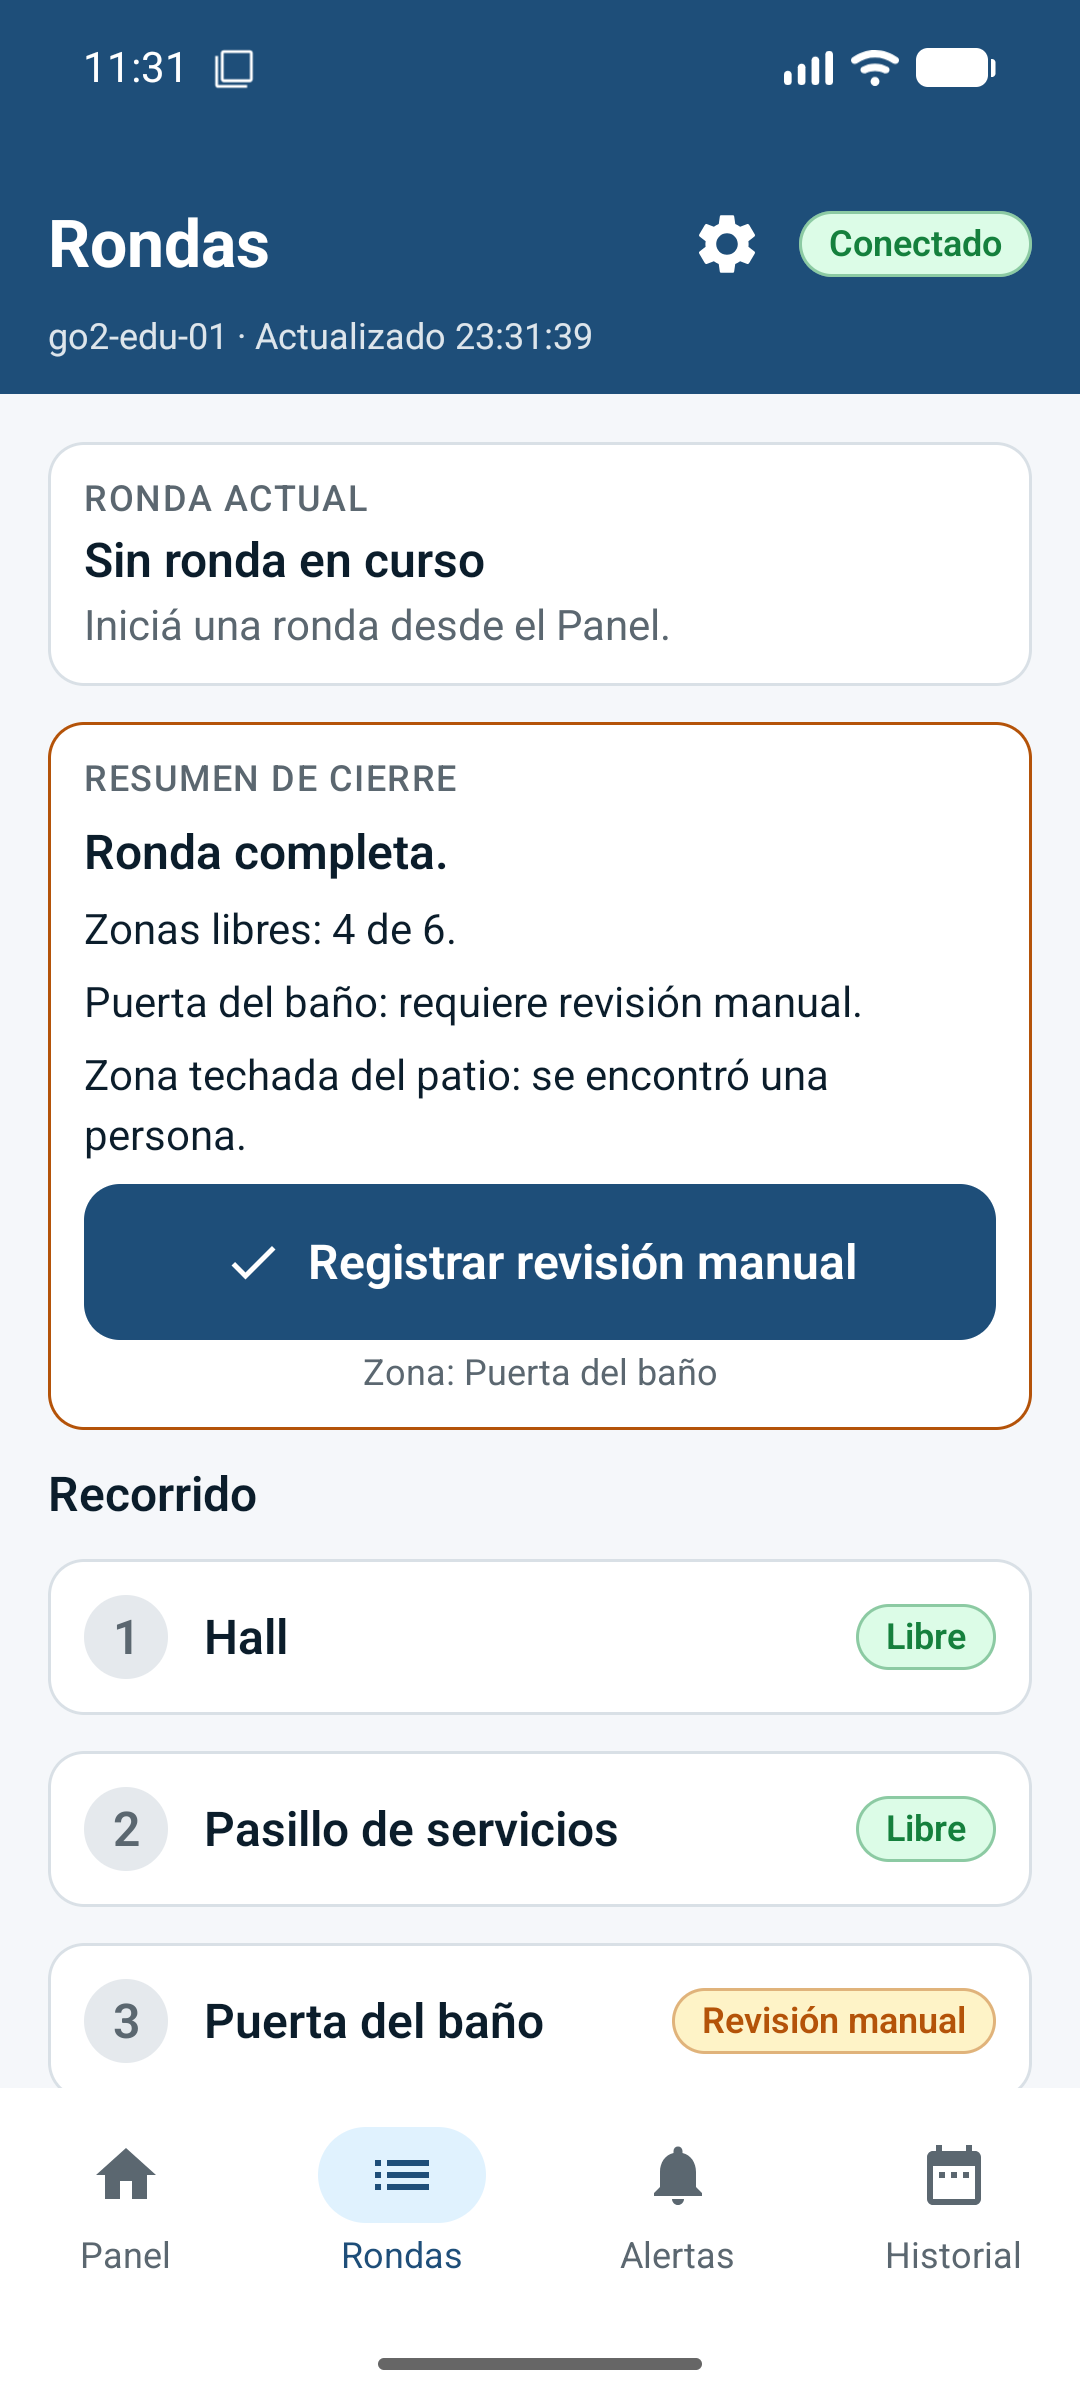 11:31
Rondas
Conectado
go2-edu-01 · Actualizado 23:31:39
RONDA ACTUAL
Sin ronda en curso
Iniciá una ronda desde el Panel.
RESUMEN DE CIERRE
Ronda completa.
Zonas libres: 4 de 6.
Puerta del baño: requiere revisión manual.
Zona techada del patio: se encontró una
persona.
Registrar revisión manual
Zona: Puerta del baño
Recorrido
1 Hall Libre
2 Pasillo de servicios Libre
3 Puerta del baño Revisión manual
Panel Rondas Alertas Historial